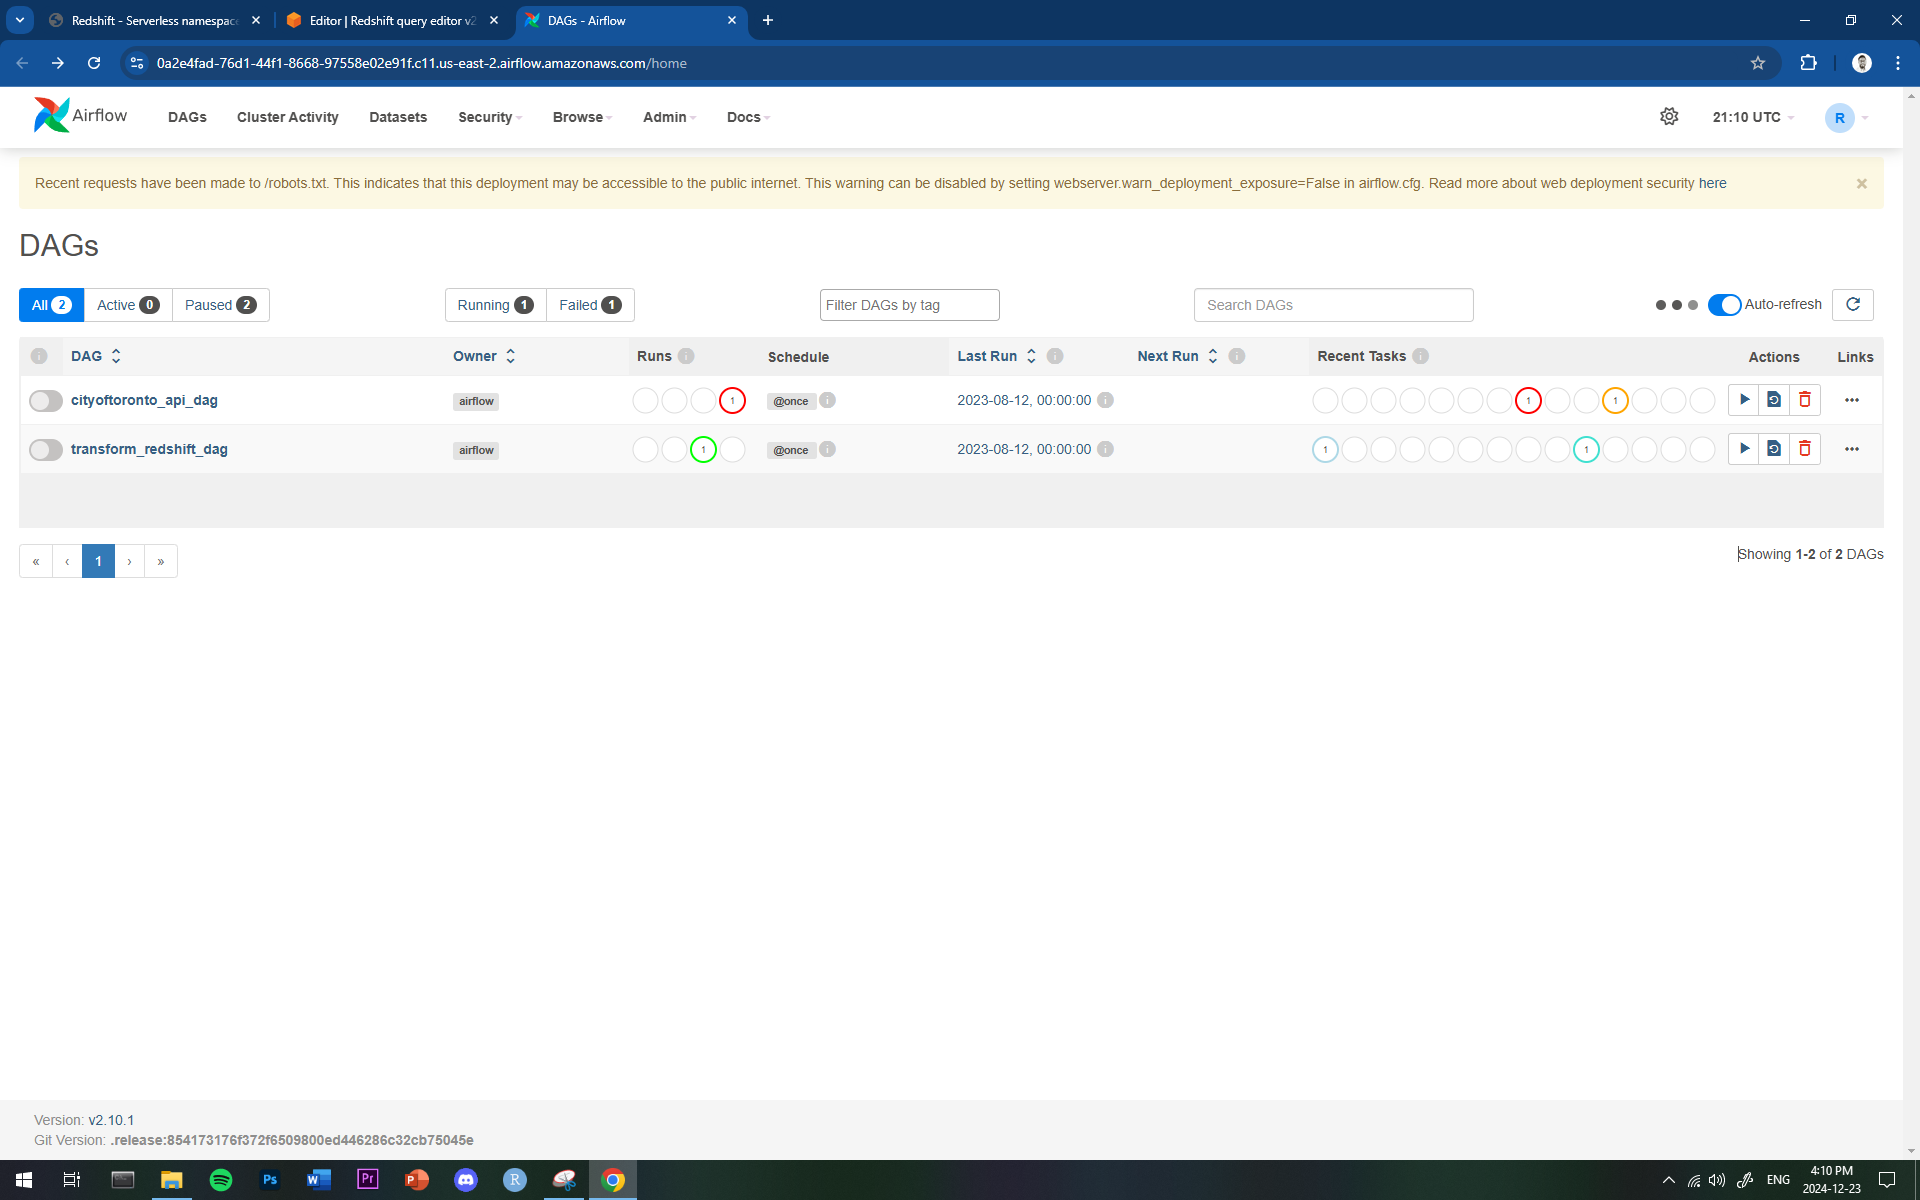 Redshift - Serverless namespac
Editor | Redshift query editor v2
DAGs - Airflow
0a2e4fad-76d1-44f1-8668-97558e02e91f.c11.us-east-2.airflow.amazonaws.com/home
Airflow
DAGs
Cluster Activity
Datasets
Security
Browse
Admin
Docs
21:10 UTC
R
Recent requests have been made to /robots.txt. This indicates that this deployment may be accessible to the public internet. This warning can be disabled by setting webserver.warn_deployment_exposure=False in airflow.cfg. Read more about web deployment security here
×
DAGs
All 2
Active 0
Paused 2
Running 1
Failed 1
Filter DAGs by tag
Search DAGs
Auto-refresh
i DAG Owner Runs i Schedule Last Run i Next Run i Recent Tasks i Actions Links
cityoftoronto_api_dag airflow 1 @once i 2023-08-12, 00:00:00 i 1 1
transform_redshift_dag airflow 1 @once i 2023-08-12, 00:00:00 i 1 1
« ‹ 1 › »
Showing 1-2 of 2 DAGs
Version: v2.10.1
Git Version: .release:854173176f372f6509800ed446286c32cb75045e
Ps
W
Pr
P
R
ENG
4:10 PM
2024-12-23